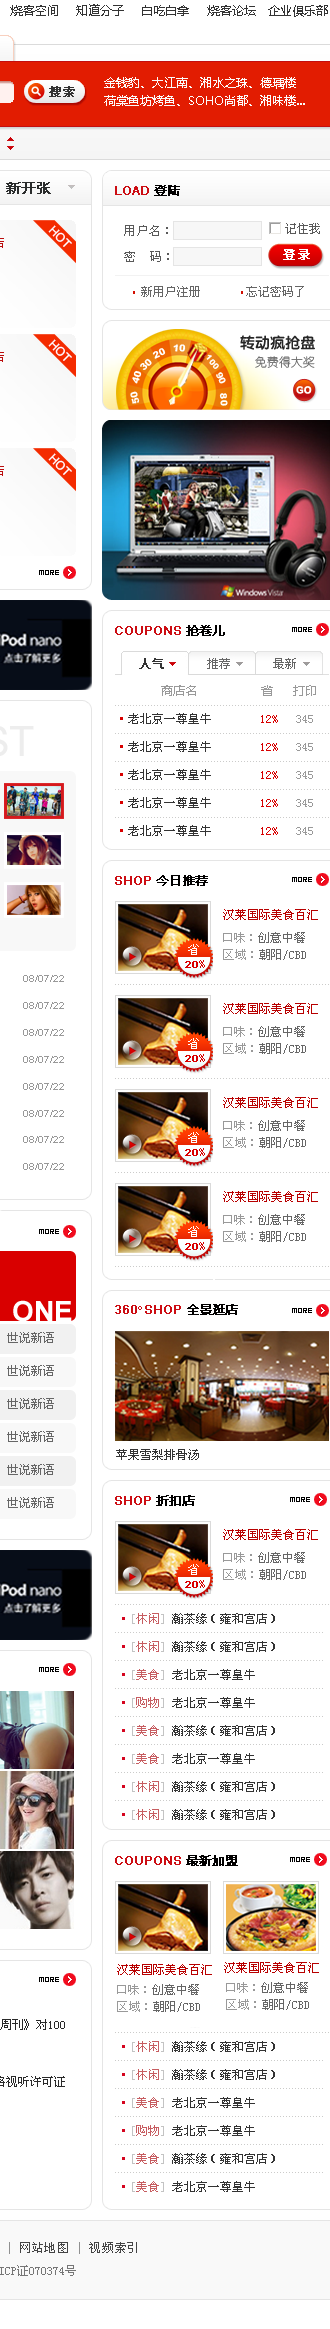 烧客空间 知道分子 白吃白拿 烧客论坛 企业俱乐部
搜索
金钱豹、大江南、湘水之珠、德瑀楼
荷棠鱼坊烤鱼、SOHO尚都、湘味楼...
新开张
店
HOT
店
HOT
店
HOT
MORE
iPod nano
点击了解更多
ST
08/07/22
08/07/22
08/07/22
08/07/22
08/07/22
08/07/22
08/07/22
08/07/22
MORE
ONE
世说新语
世说新语
世说新语
世说新语
世说新语
世说新语
iPod nano
点击了解更多
MORE
MORE
周刊》对100
络视听许可证
LOAD 登陆
用户名： 记住我
密 码： 登录
新用户注册 忘记密码了
转动疯抢盘
免费得大奖
GO
10 20 30 40 50 10 60 70 80 90
Windows Vista
COUPONS 抢卷儿 MORE
人气 推荐 最新
商店名 省 打印
老北京一尊皇牛 12% 345
老北京一尊皇牛 12% 345
老北京一尊皇牛 12% 345
老北京一尊皇牛 12% 345
老北京一尊皇牛 12% 345
SHOP 今日推荐 MORE
汉莱国际美食百汇
口味：创意中餐
区域：朝阳/CBD
省 20%
汉莱国际美食百汇
口味：创意中餐
区域：朝阳/CBD
省 20%
汉莱国际美食百汇
口味：创意中餐
区域：朝阳/CBD
省 20%
汉莱国际美食百汇
口味：创意中餐
区域：朝阳/CBD
省 20%
360°SHOP 全景逛店 MORE
苹果雪梨排骨汤
SHOP 折扣店 MORE
汉莱国际美食百汇
口味：创意中餐
区域：朝阳/CBD
省 20%
[休闲] 瀚茶缘（雍和宫店）
[休闲] 瀚茶缘（雍和宫店）
[美食] 老北京一尊皇牛
[购物] 老北京一尊皇牛
[美食] 瀚茶缘（雍和宫店）
[美食] 老北京一尊皇牛
[休闲] 瀚茶缘（雍和宫店）
[休闲] 瀚茶缘（雍和宫店）
COUPONS 最新加盟 MORE
汉莱国际美食百汇 汉莱国际美食百汇
口味：创意中餐 口味：创意中餐
区域：朝阳/CBD 区域：朝阳/CBD
[休闲] 瀚茶缘（雍和宫店）
[休闲] 瀚茶缘（雍和宫店）
[美食] 老北京一尊皇牛
[购物] 老北京一尊皇牛
[美食] 瀚茶缘（雍和宫店）
[美食] 老北京一尊皇牛
| 网站地图 | 视频索引
ICP证070374号